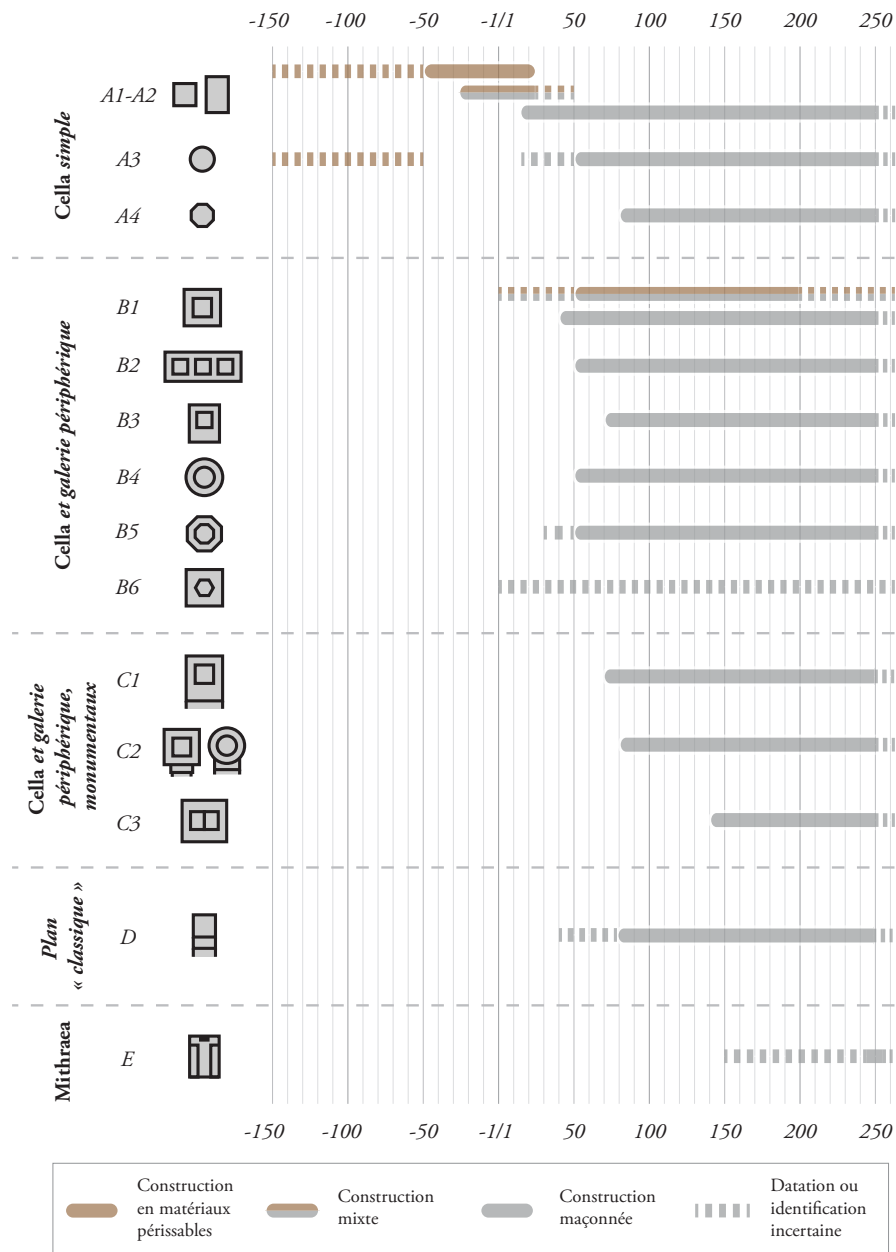 -150 -100 -50 -1/1 50 100 150 200 250
Cella simple
A1-A2
A3
A4
Cella et galerie périphérique
B1
B2
B3
B4
B5
B6
Cella et galerie
périphérique,
monumentaux
C1
C2
C3
Plan
« classique »
D
Mithraea
E
-150 -100 -50 -1/1 50 100 150 200 250
Construction
en matériaux
périssables
Construction
mixte
Construction
maçonnée
Datation ou
identification
incertaine